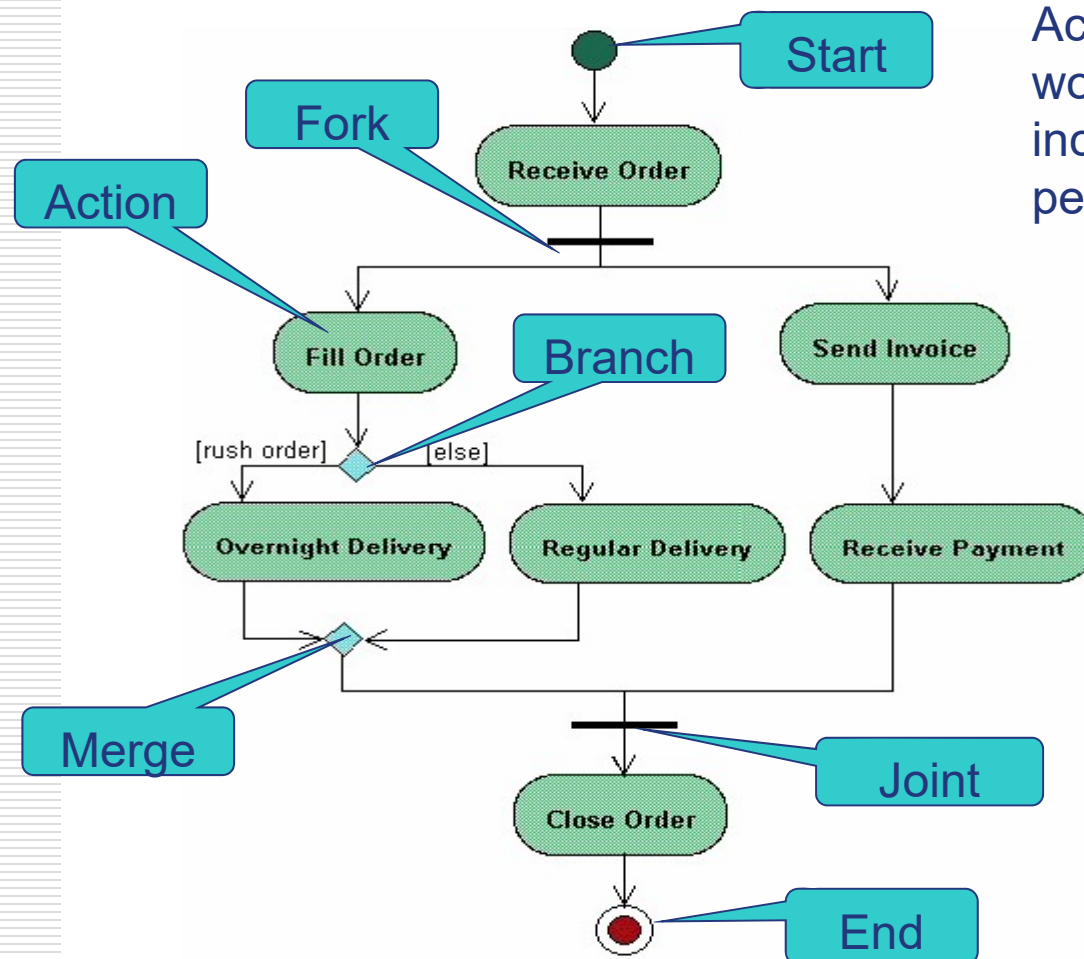 Start
Fork
Receive Order
Action
Fill Order
Branch
Send Invoice
[rush order]
[else]
Overnight Delivery
Regular Delivery
Receive Payment
Merge
Joint
Close Order
End